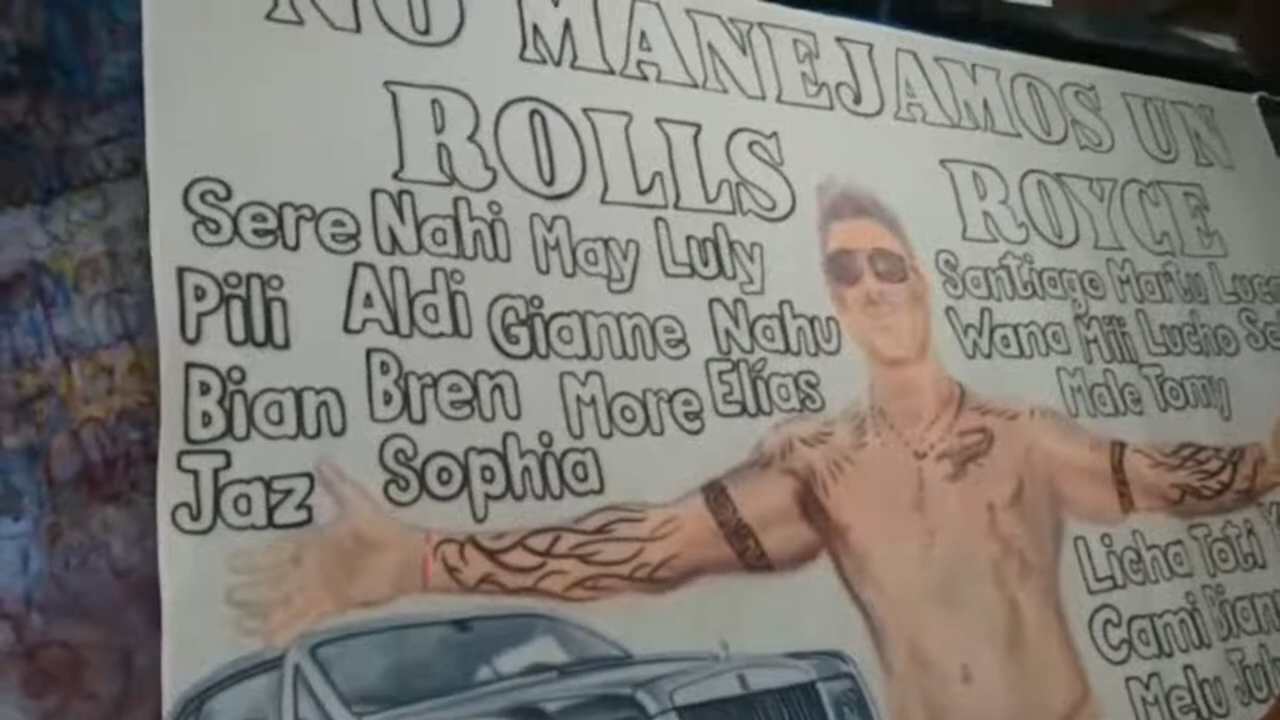 NO MANEJAMOS UN
ROLLS ROYCE
Sere Nahi May Luly
Pili Aldi Gianne Nahu
Bian Bren More Elías
Jaz Sophia
Santiago Martu
Wana Mili Lucho
Male Tomy
Licha Toti
Cami
Melu